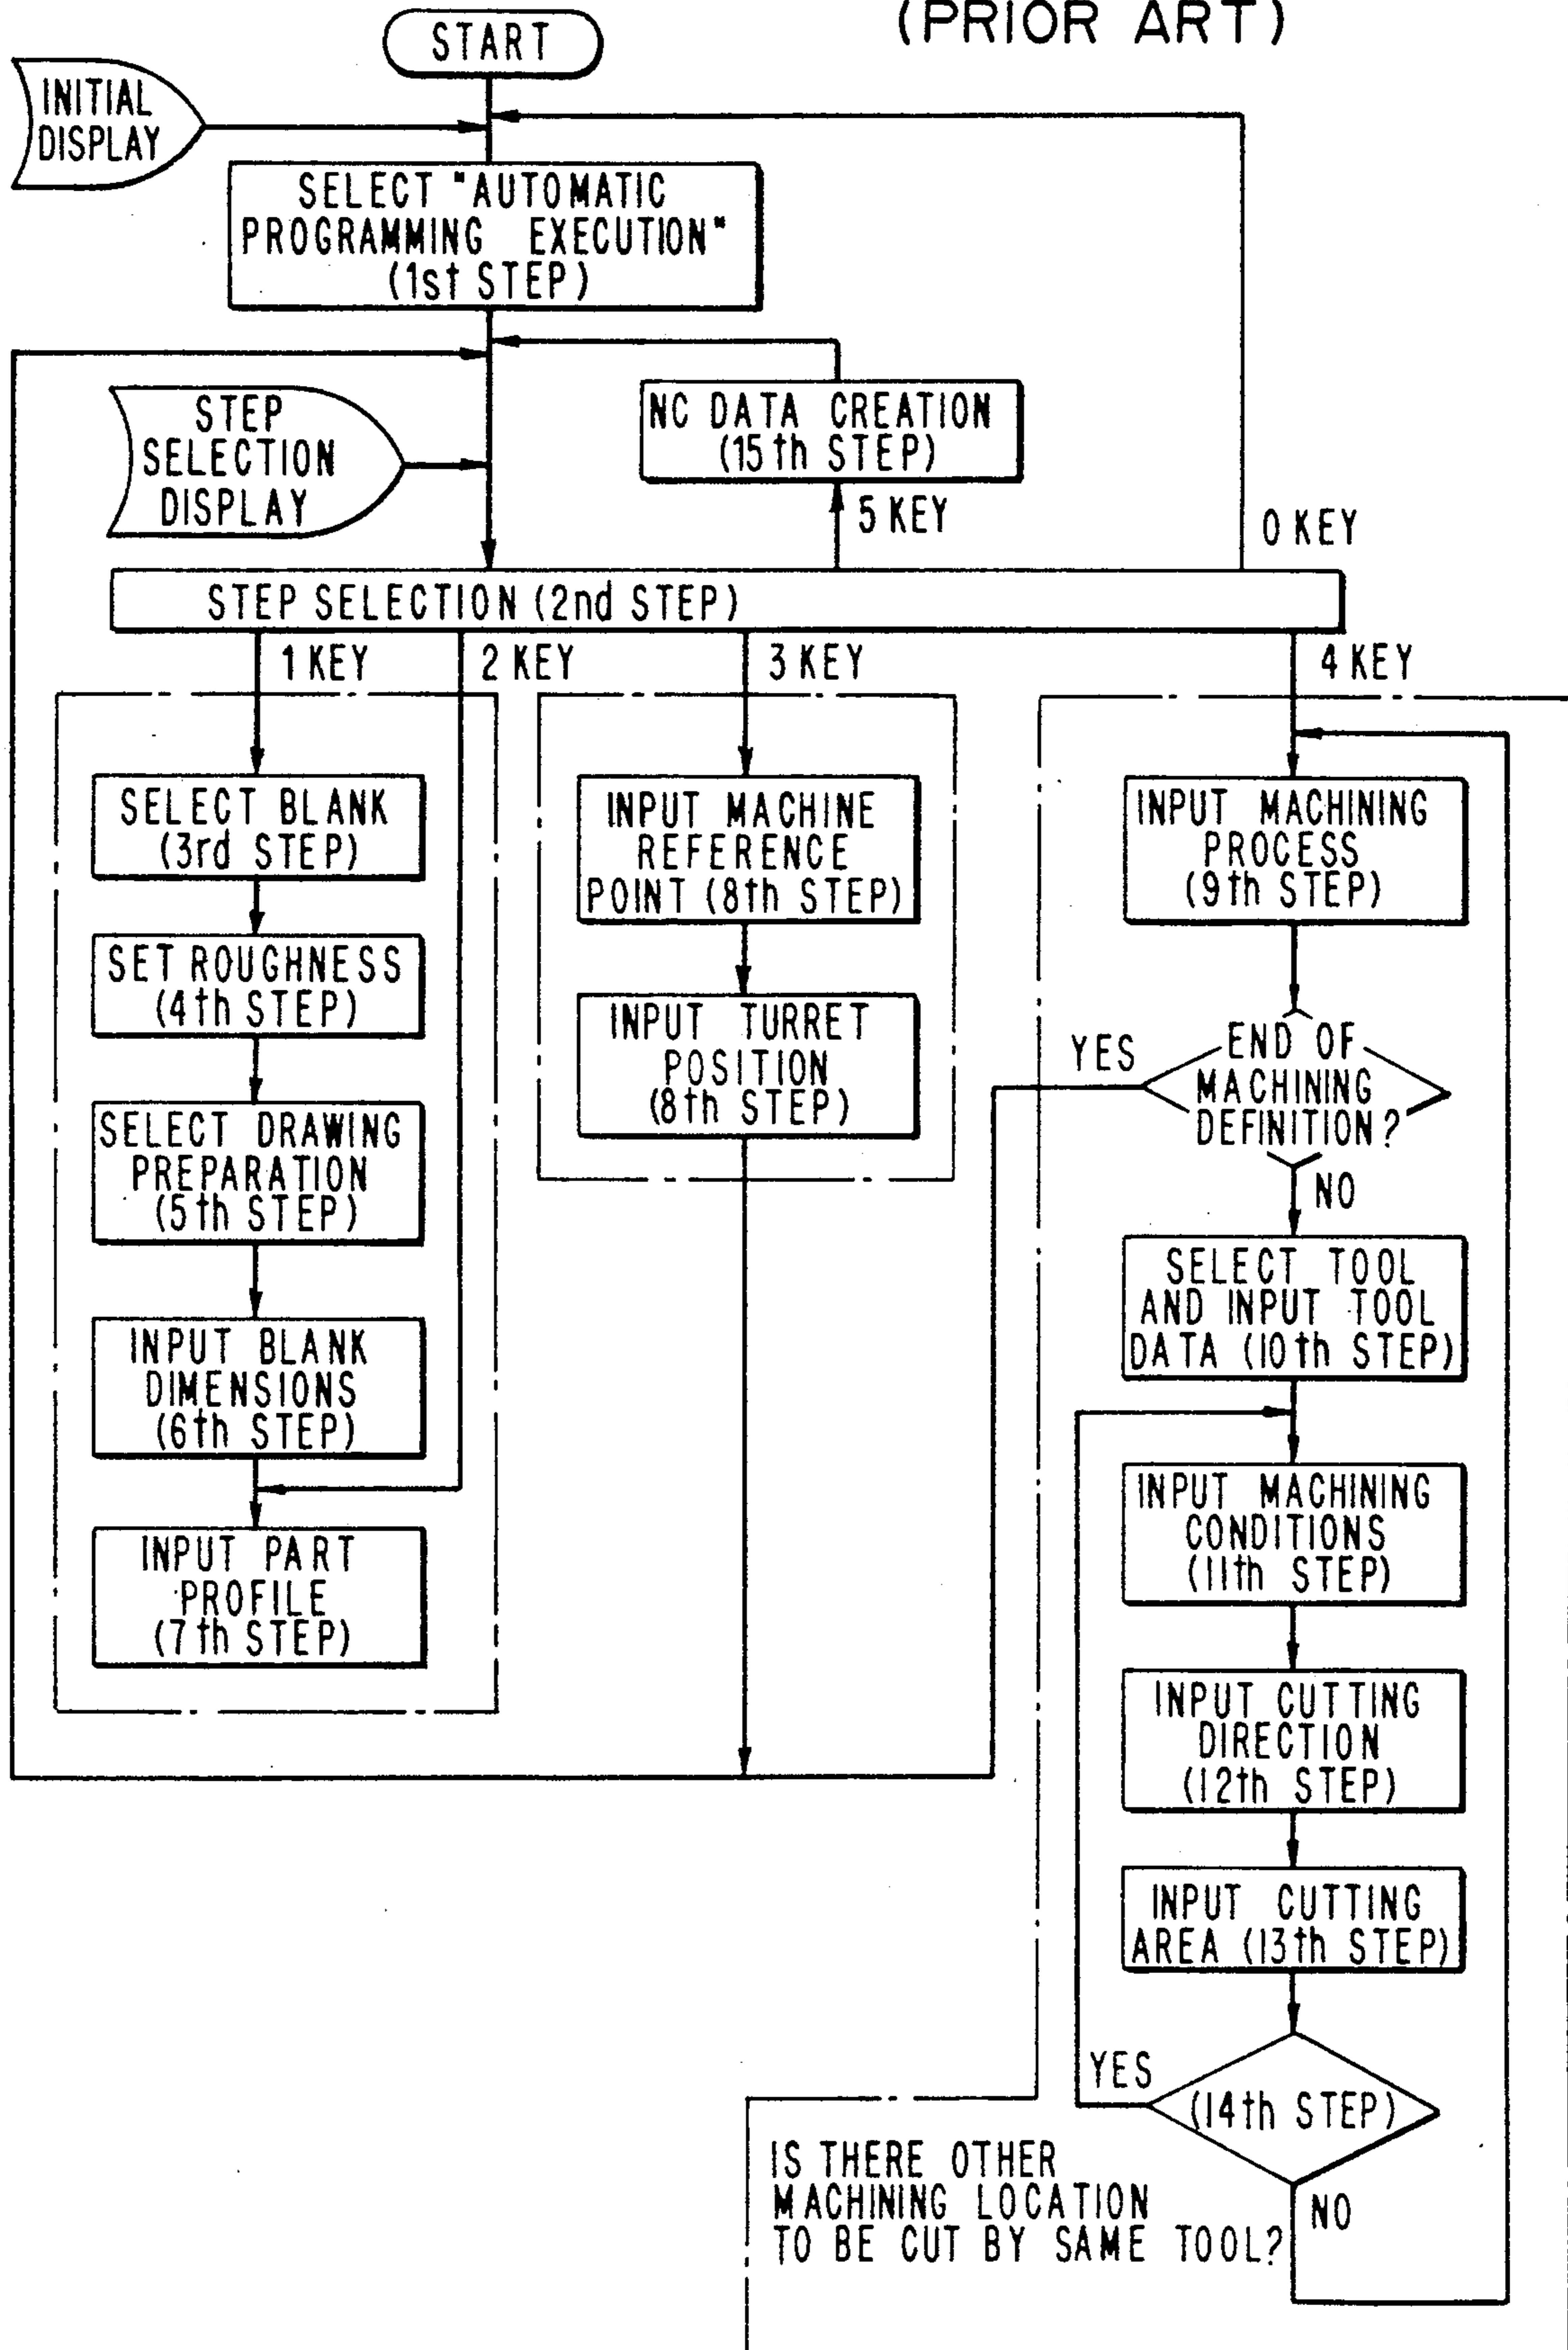 (PRIOR ART)
START
INITIAL
DISPLAY
SELECT "AUTOMATIC
PROGRAMMING EXECUTION"
(1st STEP)
STEP
SELECTION
DISPLAY
NC DATA CREATION
(15th STEP)
5 KEY
0 KEY
STEP SELECTION (2nd STEP)
1 KEY
2 KEY
3 KEY
4 KEY
SELECT BLANK
(3rd STEP)
SET ROUGHNESS
(4th STEP)
SELECT DRAWING
PREPARATION
(5th STEP)
INPUT BLANK
DIMENSIONS
(6th STEP)
INPUT PART
PROFILE
(7th STEP)
INPUT MACHINE
REFERENCE
POINT (8th STEP)
INPUT TURRET
POSITION
(8th STEP)
INPUT MACHINING
PROCESS
(9th STEP)
YES
END OF
MACHINING
DEFINITION?
NO
SELECT TOOL
AND INPUT TOOL
DATA (10th STEP)
INPUT MACHINING
CONDITIONS
(11th STEP)
INPUT CUTTING
DIRECTION
(12th STEP)
INPUT CUTTING
AREA (13th STEP)
YES
(14th STEP)
IS THERE OTHER
MACHINING LOCATION
TO BE CUT BY SAME TOOL?
NO